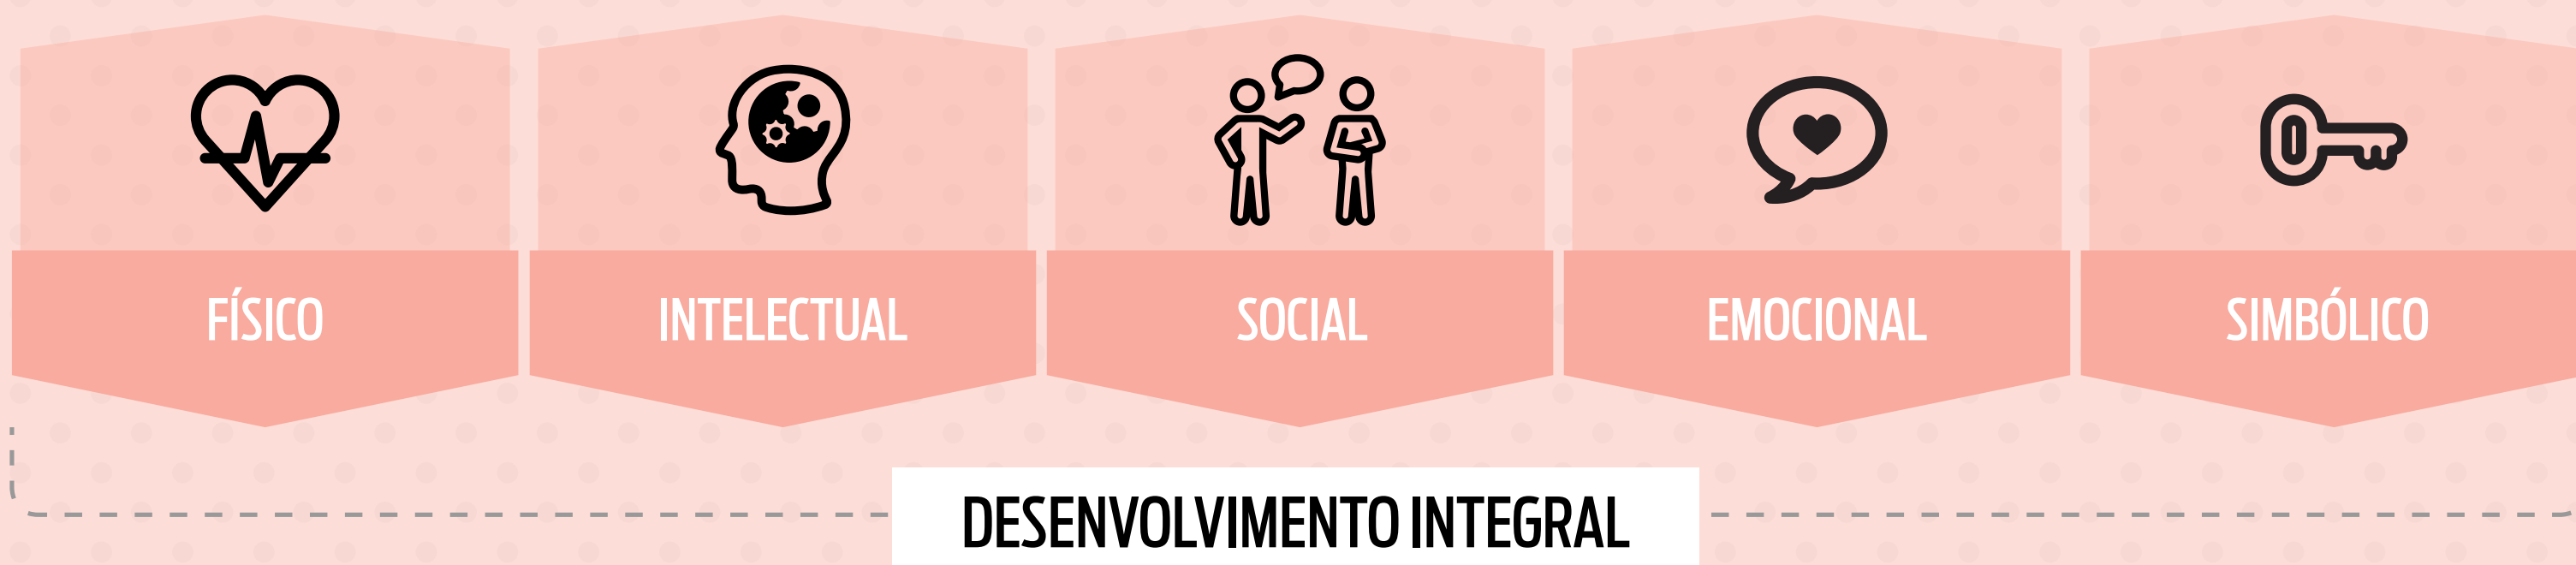 FÍSICO
INTELECTUAL
SOCIAL
EMOCIONAL
SIMBÓLICO
DESENVOLVIMENTO INTEGRAL